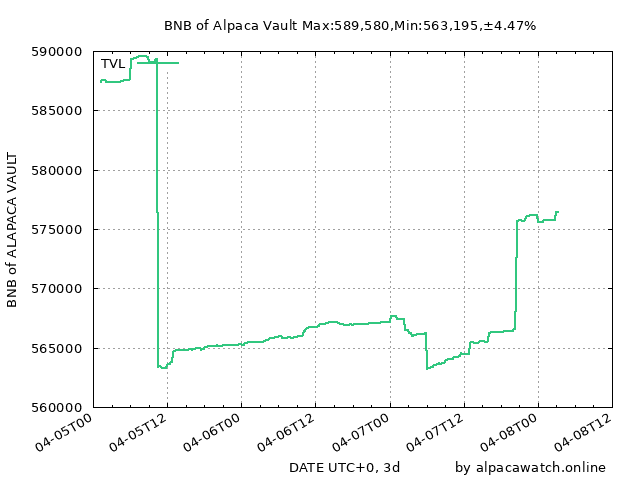 BNB of Alpaca Vault Max:589,580,Min:563,195,±4.47%
590000
TVL
585000
580000
575000
570000
565000
560000
BNB of ALAPACA VAULT
04-05T00
04-05T12
04-06T00
04-06T12
04-07T00
04-07T12
04-08T00
04-08T12
DATE UTC+0, 3d
by alpacawatch.online